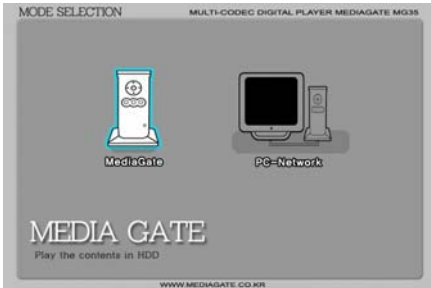 MODE SELECTION
MULTI-CODEC DIGITAL PLAYER MEDIAGATE MG35
MediaGate
PC-Network
MEDIA GATE
Play the contents in HDD
WWW.MEDIAGATE.CO.KR